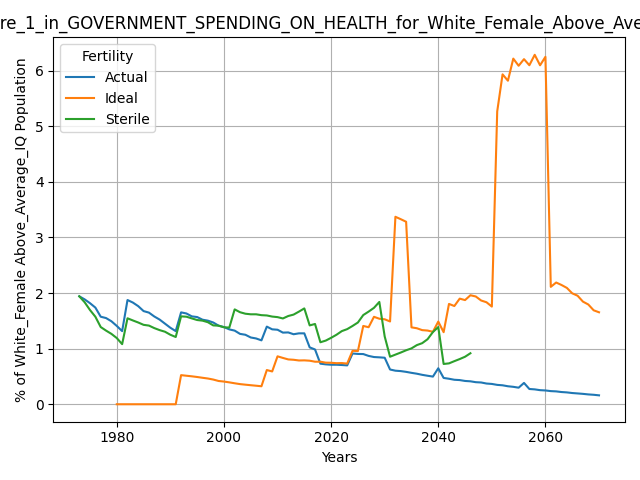 re_1_in_GOVERNMENT_SPENDING_ON_HEALTH_for_White_Female_Above_Ave
Fertility
Actual
Ideal
Sterile
% of White_Female Above_Average_IQ Population
6
5
4
3
2
1
0
1980 2000 2020 2040 2060
Years